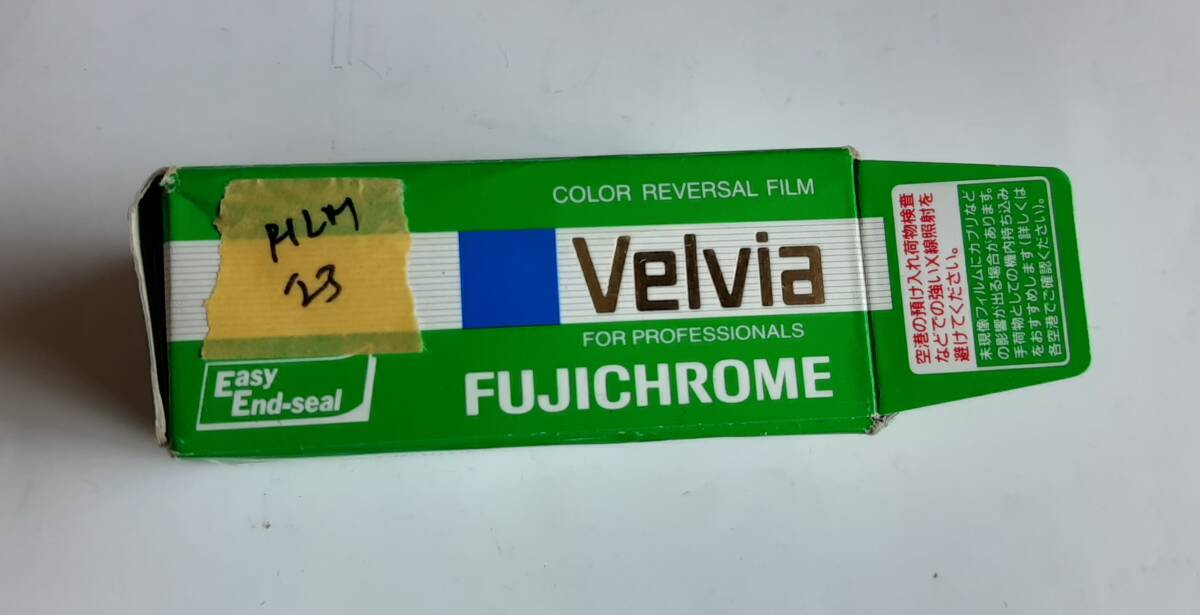 FILM
23
COLOR REVERSAL FILM
Velvia
FOR PROFESSIONALS
FUJICHROME
Easy
End-seal
空港の預け入れ荷物検査
などでの強いX線照射を
避けてください。
未現像フィルムにカブリなど
の影響が出る場合があります。
手荷物としての機内持ち込み
をおすすめします(詳しくは
各空港でご確認ください)。